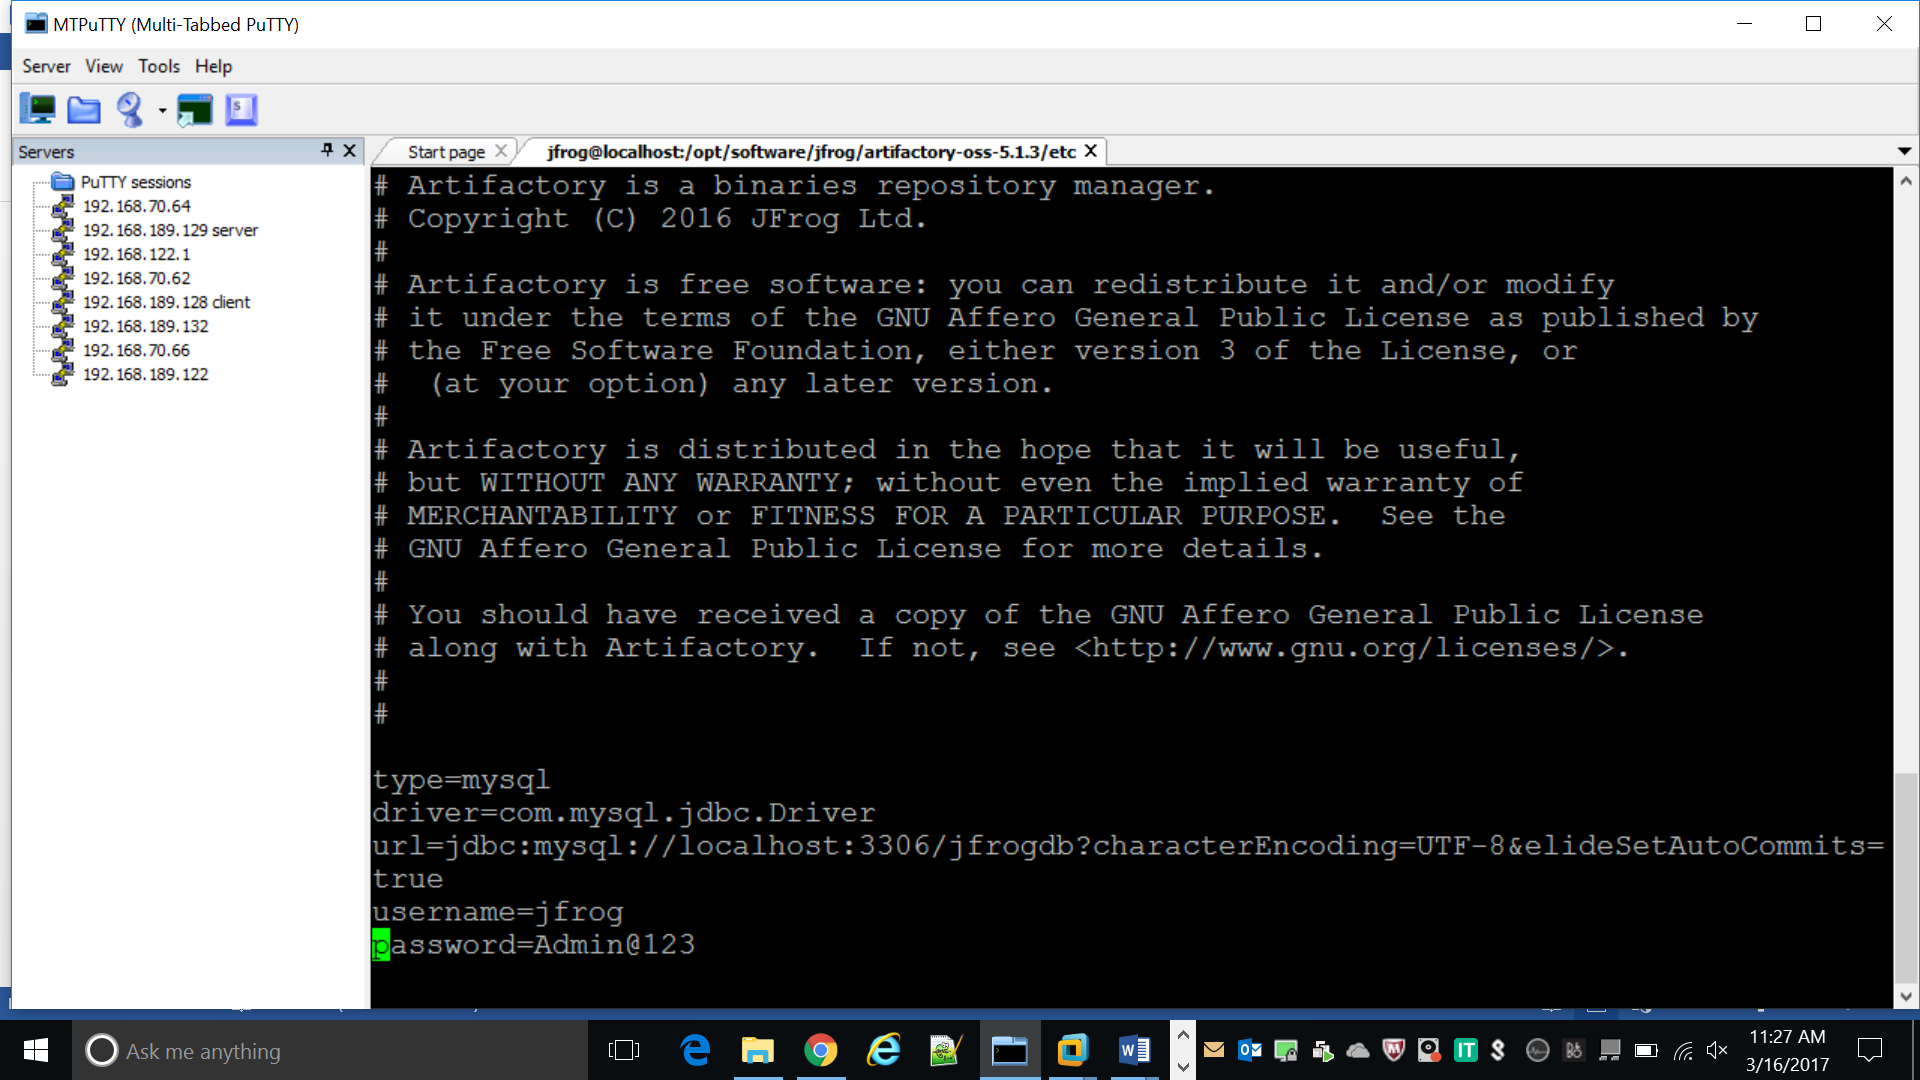 MTPuTTY (Multi-Tabbed PuTTY)
Server View Tools Help
Servers
PuTTY sessions
192.168.70.64
192.168.189.129 server
192.168.122.1
192.168.70.62
192.168.189.128 client
192.168.189.132
192.168.70.66
192.168.189.122
Start page
jfrog@localhost:/opt/software/jfrog/artifactory-oss-5.1.3/etc
# Artifactory is a binaries repository manager.
# Copyright (C) 2016 JFrog Ltd.
#
# Artifactory is free software: you can redistribute it and/or modify
# it under the terms of the GNU Affero General Public License as published by
# the Free Software Foundation, either version 3 of the License, or
#  (at your option) any later version.
#
# Artifactory is distributed in the hope that it will be useful,
# but WITHOUT ANY WARRANTY; without even the implied warranty of
# MERCHANTABILITY or FITNESS FOR A PARTICULAR PURPOSE.  See the
# GNU Affero General Public License for more details.
#
# You should have received a copy of the GNU Affero General Public License
# along with Artifactory.  If not, see <http://www.gnu.org/licenses/>.
#
#
type=mysql
driver=com.mysql.jdbc.Driver
url=jdbc:mysql://localhost:3306/jfrogdb?characterEncoding=UTF-8&elideSetAutoCommits=
true
username=jfrog
password=Admin@123
Ask me anything
11:27 AM
3/16/2017